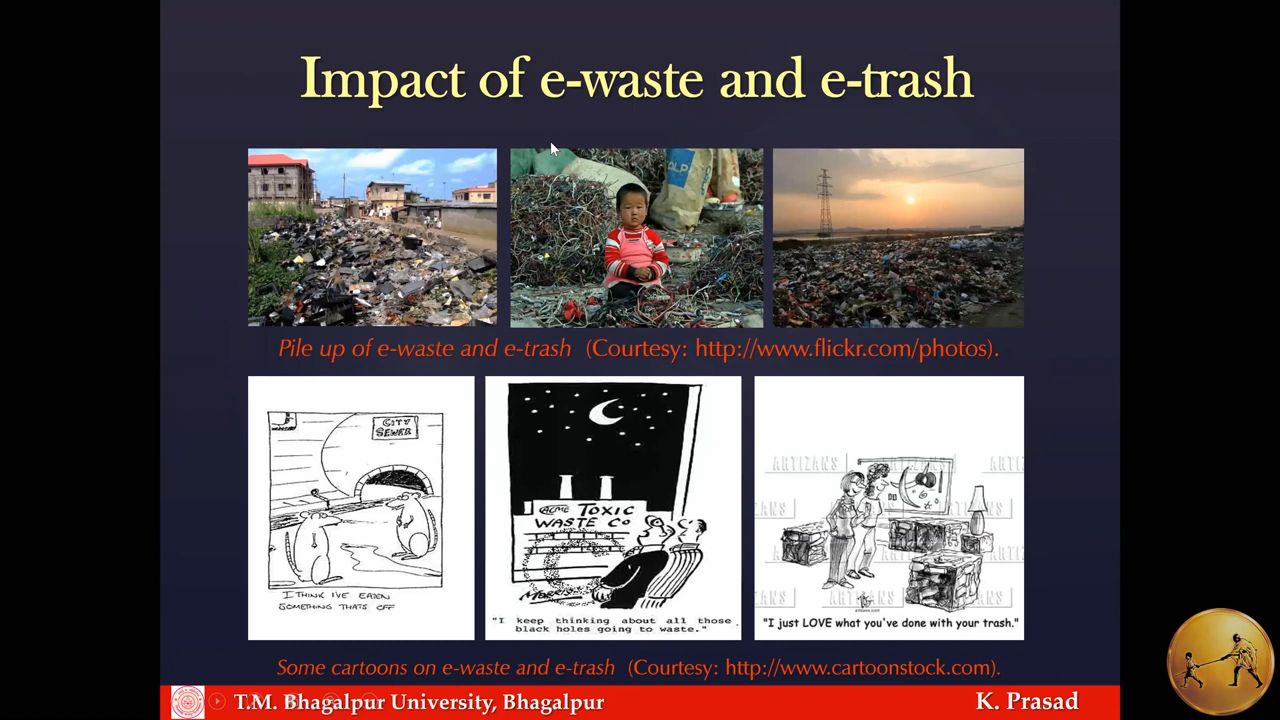 Impact of e-waste and e-trash
Pile up of e-waste and e-trash (Courtesy: http://www.flickr.com/photos).
CITY
SEWER
I THINK I'VE EATEN
SOMETHING THATS OFF
ACME TOXIC
WASTE CO
MORRIS
"I keep thinking about all those
black holes going to waste."
ARTIZANS
"I just LOVE what you've done with your trash."
Some cartoons on e-waste and e-trash (Courtesy: http://www.cartoonstock.com).
T.M. Bhagalpur University, Bhagalpur
K. Prasad